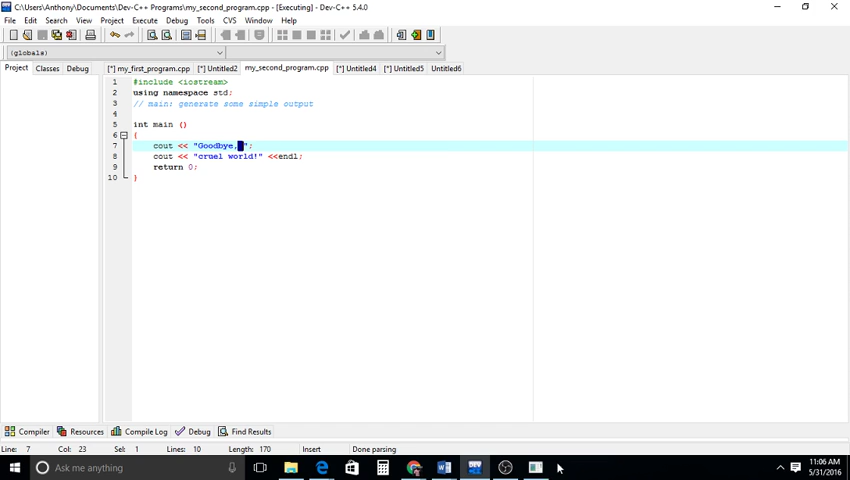 C:\Users\Anthony\Documents\Dev-C++ Programs\my_second_program.cpp - [Executing] - Dev-C++ 5.4.0
File Edit Search View Project Execute Debug Tools CVS Window Help
(globals)
Project Classes Debug [*] my_first_program.cpp [*] Untitled2 my_second_program.cpp [*] Untitled4 [*] Untitled5 Untitled6
1 #include <iostream>
2 using namespace std;
3 // main: generate some simple output
4
5 int main ()
6 {
7 cout << "Goodbye, ";
8 cout << "cruel world!" <<endl;
9 return 0;
10 }
Compiler Resources Compile Log Debug Find Results
Line: 7 Col: 23 Sel: 1 Lines: 10 Length: 170 Insert Done parsing
Ask me anything DEV W 11:06 AM
5/31/2016